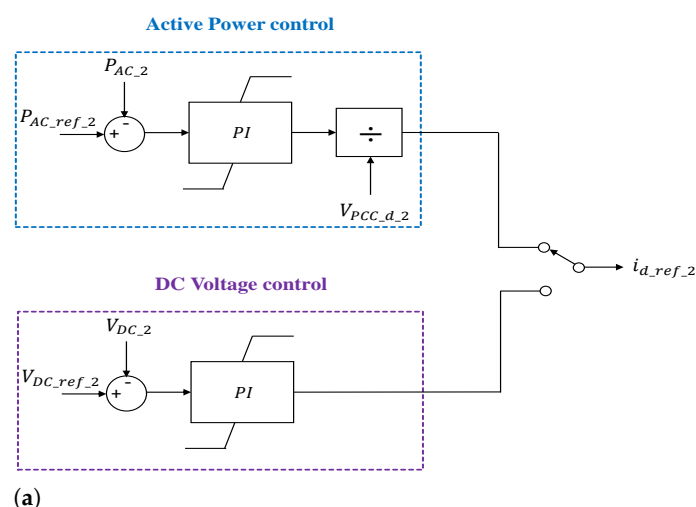 Active Power control
P_AC_2
P_AC_ref_2
+
-
PI
÷
V_PCC_d_2
i_d_ref_2
DC Voltage control
V_DC_2
V_DC_ref_2
+
-
PI
(a)